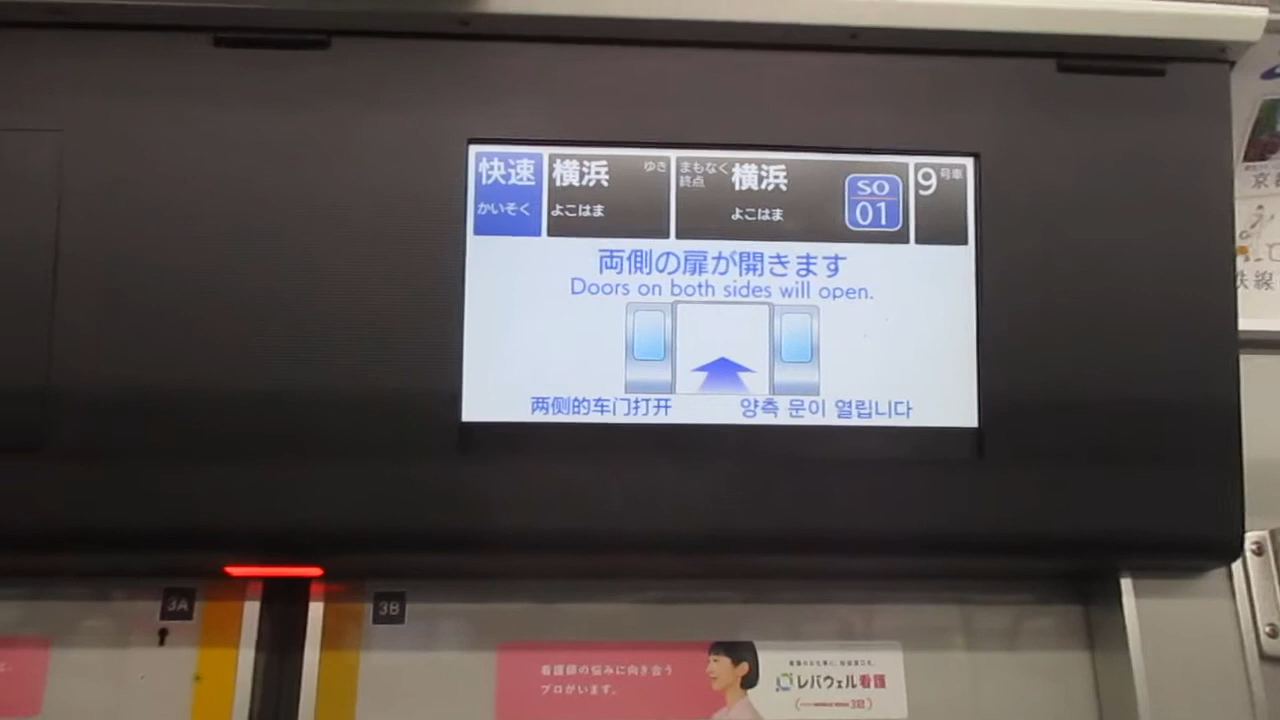 快速
かいそく
横浜 ゆき
よこはま
まもなく
終点
横浜
よこはま
SO
01
9 号車
両側の扉が開きます
Doors on both sides will open.
两侧的车门打开
양측 문이 열립니다
3A
3B
看護師の悩みに向き合う
プロがいます。
レバウェル看護
京
鉄線